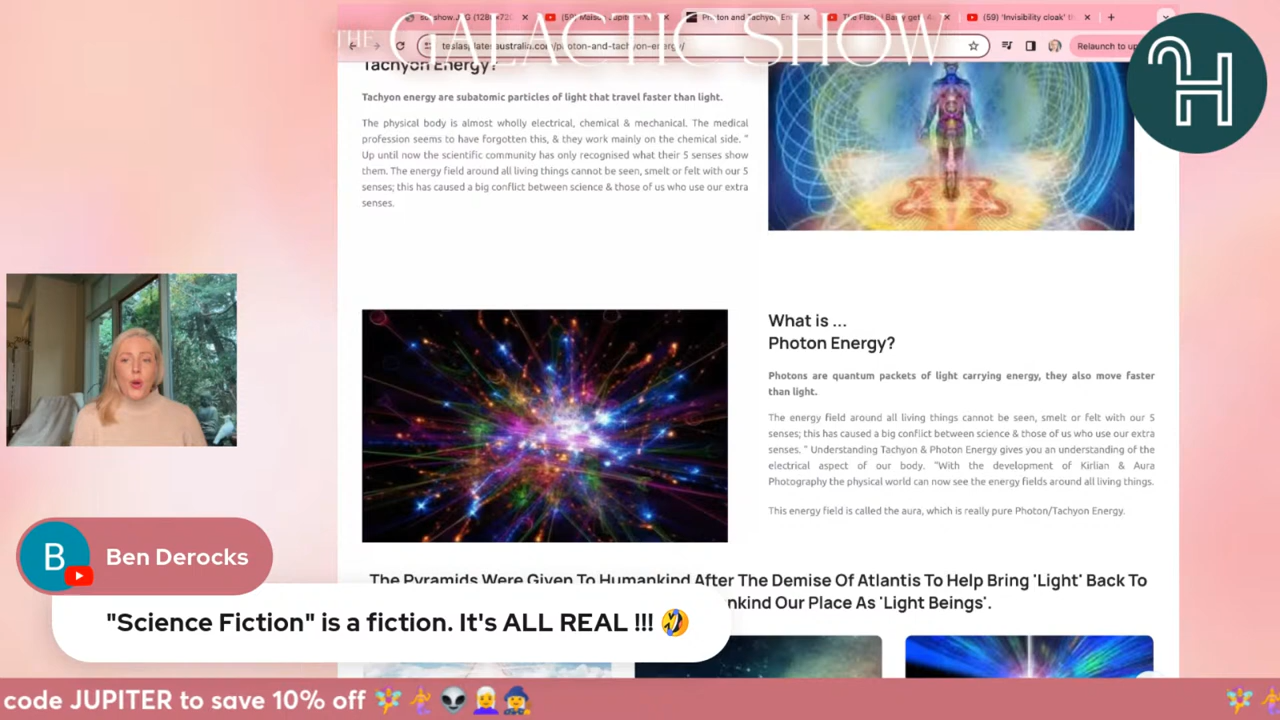 THE GALACTIC SHOW
Relaunch to up
Tachyon Energy?
Tachyon energy are subatomic particles of light that travel faster than light.
The physical body is almost wholly electrical, chemical & mechanical. The medical
profession seems to have forgotten this, & they work mainly on the chemical side. "
Up until now the scientific community has only recognised what their 5 senses show
them. The energy field around all living things cannot be seen, smelt or felt with our 5
senses; this has caused a big conflict between science & those of us who use our extra
senses.
H
What is ...
Photon Energy?
Photons are quantum packets of light carrying energy, they also move faster
than light.
The energy field around all living things cannot be seen, smelt or felt with our 5
senses; this has caused a big conflict between science & those of us who use our extra
senses. " Understanding Tachyon & Photon Energy gives you an understanding of the
electrical aspect of our body. "With the development of Kirlian & Aura
Photography the physical world can now see the energy fields around all living things.
This energy field is called the aura, which is really pure Photon/Tachyon Energy.
The Pyramids Were Given To Humankind After The Demise Of Atlantis To Help Bring 'Light' Back To
nkind Our Place As 'Light Beings'.
B
Ben Derocks
"Science Fiction" is a fiction. It's ALL REAL !!! 🤣
code JUPITER to save 10% off